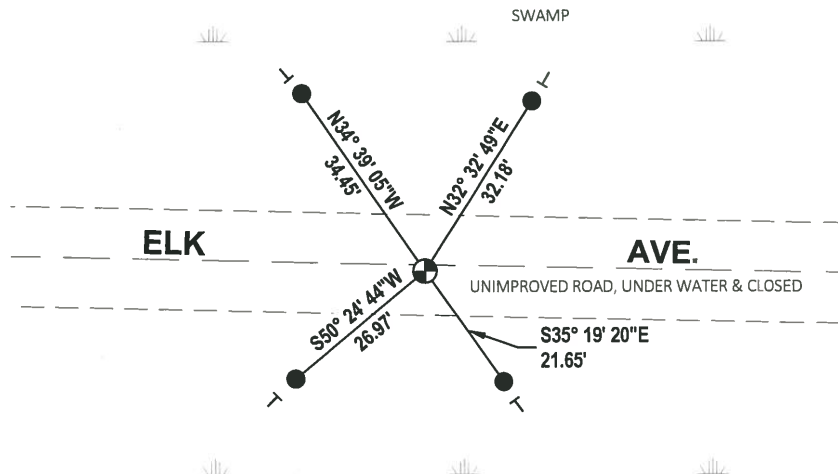 SWAMP
N34° 39' 05"W
34.45'
N32° 32' 49"E
32.18'
ELK AVE.
UNIMPROVED ROAD, UNDER WATER & CLOSED
S50° 24' 44"W
26.97'
S35° 19' 20"E
21.65'